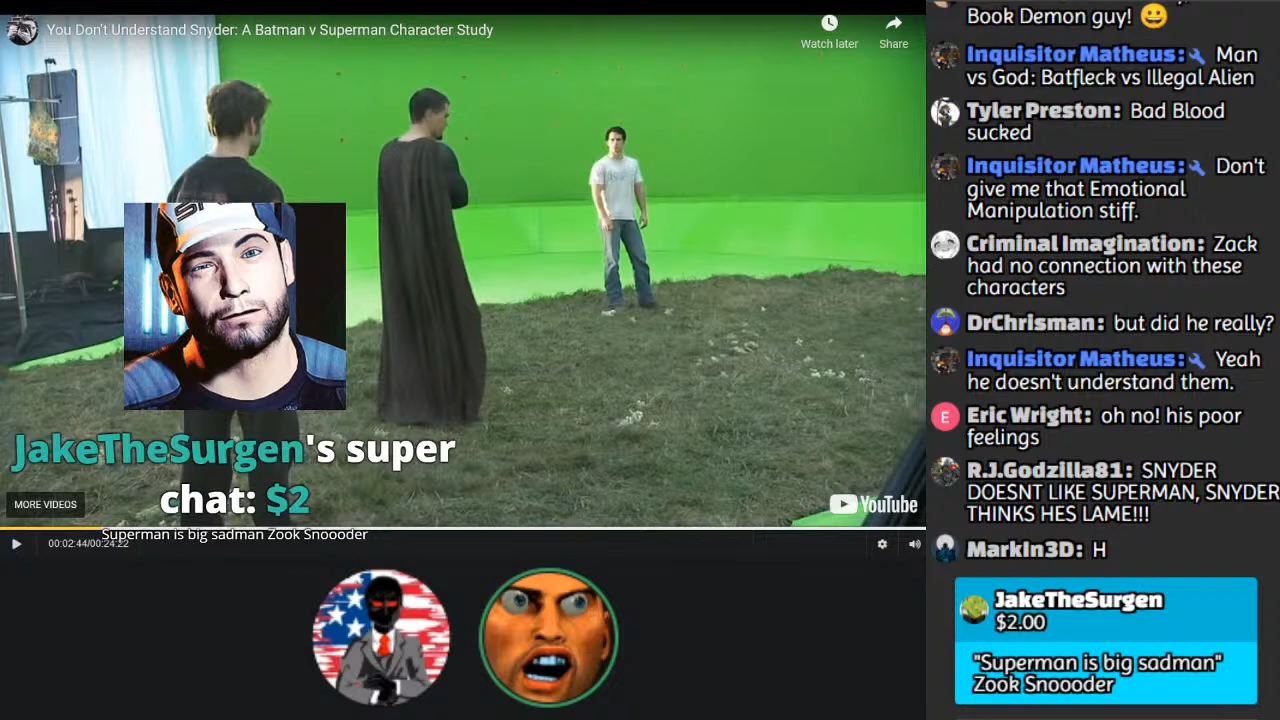 You Don't Understand Snyder: A Batman v Superman Character Study
Watch later
Share
JakeTheSurgen's super
chat: $2
MORE VIDEOS
YouTube
Superman is big sadman Zook Snoooder
00:02:44/00:24:22
Book Demon guy! 😀
Inquisitor Matheus: Man
vs God: Batfleck vs Illegal Alien
Tyler Preston: Bad Blood
sucked
Inquisitor Matheus: Don't
give me that Emotional
Manipulation stiff.
Criminal Imagination: Zack
had no connection with these
characters
DrChrisman: but did he really?
Inquisitor Matheus: Yeah
he doesn't understand them.
E
Eric Wright: oh no! his poor
feelings
R.J.Godzilla81: SNYDER
DOESNT LIKE SUPERMAN, SNYDER
THINKS HES LAME!!!
MarkIn3D: H
JakeTheSurgen
$2.00
"Superman is big sadman"
Zook Snoooder